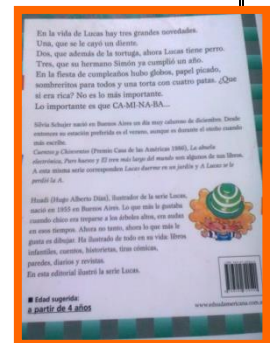 En la vida de Lucas hay tres grandes novedades.
Una, que se le cayó un diente.
Dos, que además de la tortuga, ahora Lucas tiene perro.
Tres, que su hermano Simón ya cumplió un año.
En la fiesta de cumpleaños hubo globos, papel picado,
sombreritos para todos y una torta con cuatro patas. ¿Que
si era rica? No es lo más importante.
Lo importante es que CA-MI-NA-BA...
Silvia Schujer nació en Buenos Aires un día muy caluroso de diciembre. Desde
entonces su estación preferida es el verano, aunque es durante el otoño cuando
más escribe.
Cuentos y Chinventos (Premio Casa de las Américas 1986), La abuela
electrónica, Puro huesos y El tren más largo del mundo son algunos de sus libros.
A esta misma serie corresponden Lucas duerme en un jardín y A Lucas se le
perdió la A.
Huadi (Hugo Alberto Díaz), ilustrador de la serie Lucas,
nació en 1955 en Buenos Aires. Lo que más le gustaba
cuando chico era treparse a los árboles altos, era
en esos tiempos. Ahora no tanto, ahora lo que más le
gusta es dibujar. Ha ilustrado de todo en su vida: libros
infantiles, cuentos, historietas, tiras cómicas,
paredes, diarios y revistas.
En esta editorial ilustró la serie Lucas.
Edad sugerida:
a partir de 4 años
www.edsudamericana.com.ar